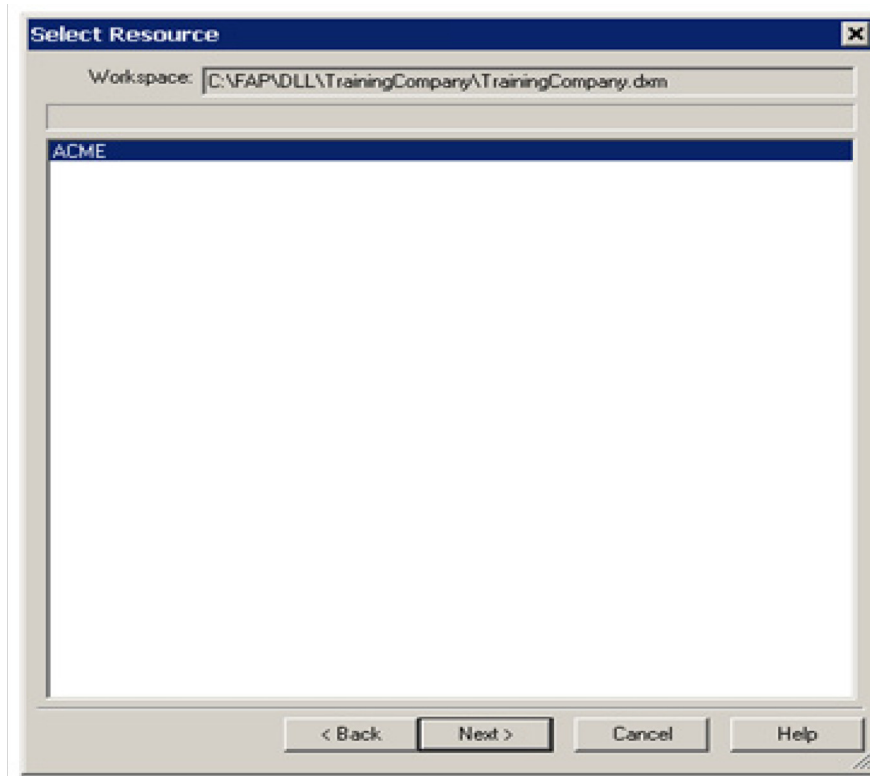 Select Resource
Workspace: C:\FAP\DLL\TrainingCompany\TrainingCompany.dxm
ACME
< Back Next > Cancel Help